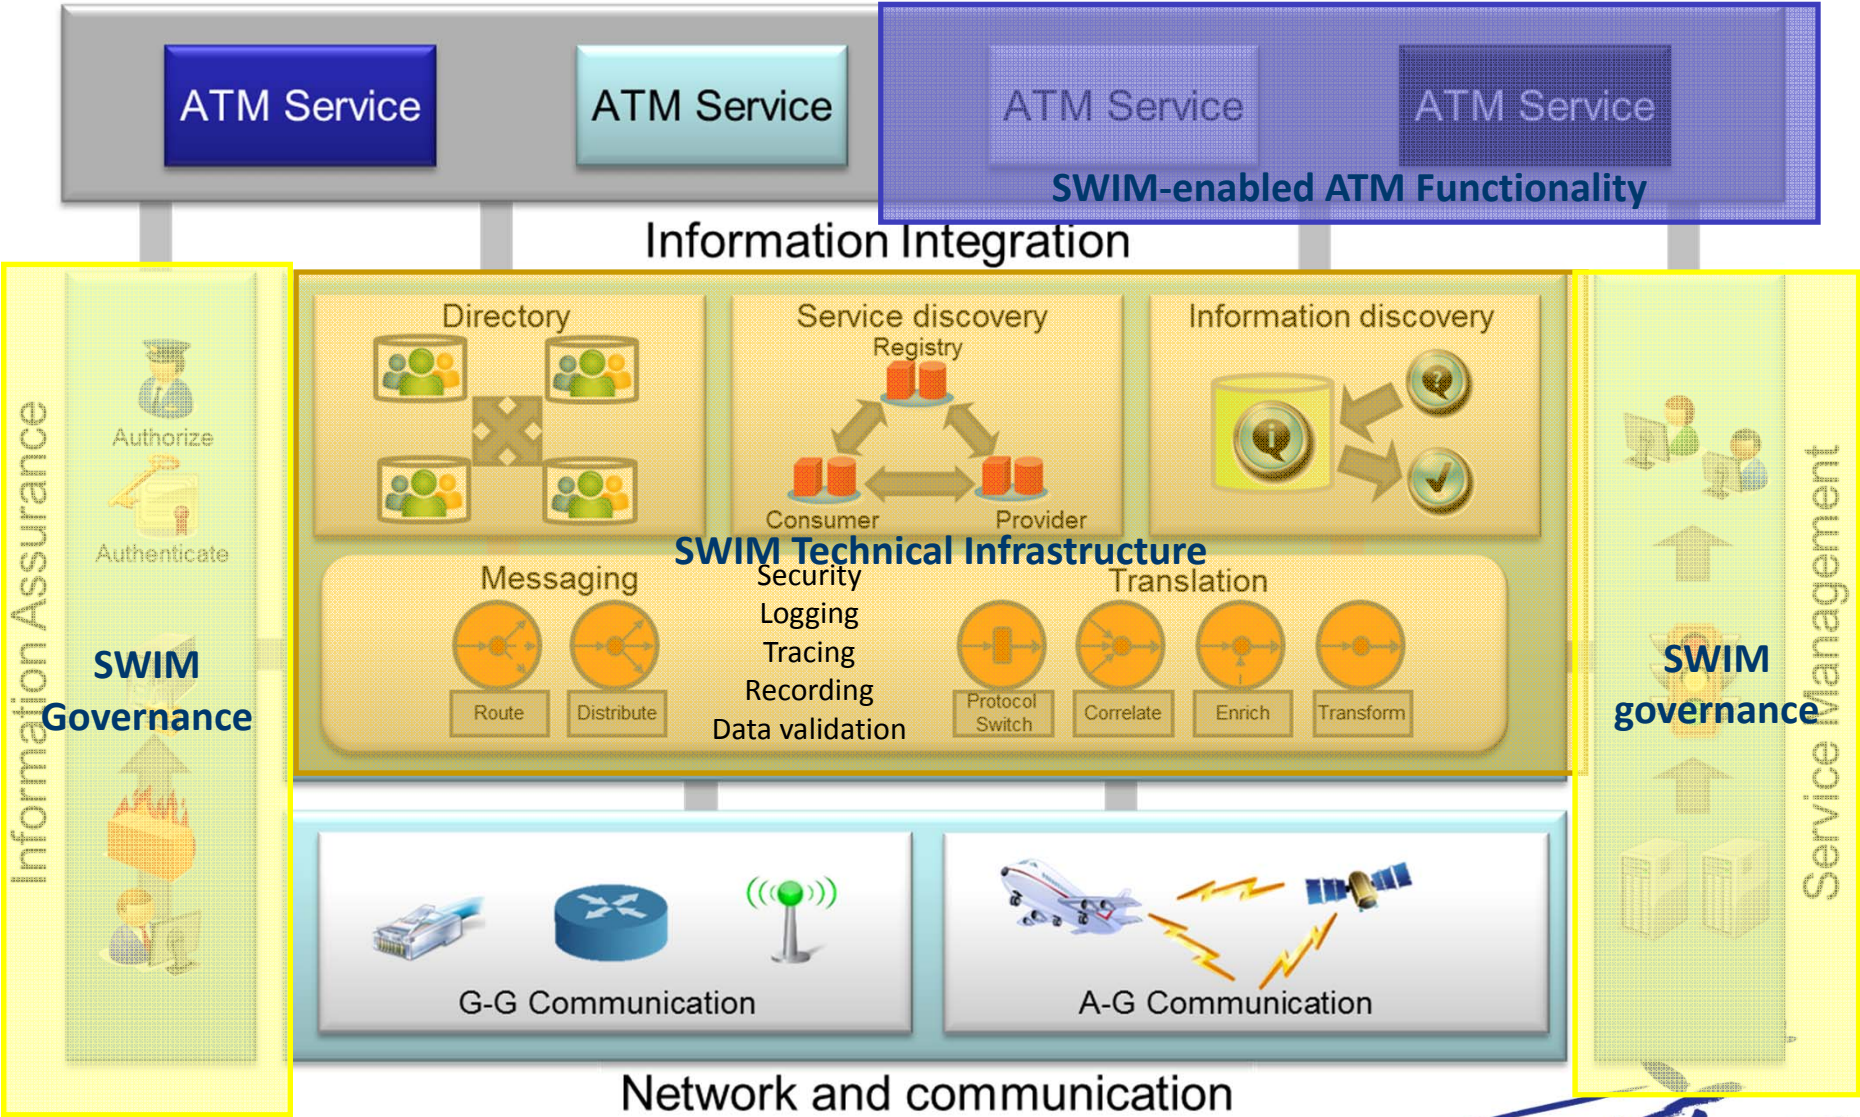 ATM Service
ATM Service
ATM Service
ATM Service
SWIM-enabled ATM Functionality
Information Integration
Directory
Service discovery
Registry
Consumer
Provider
Information discovery
SWIM Technical Infrastructure
Messaging
Route
Distribute
Security
Logging
Tracing
Recording
Data validation
Translation
Protocol
Switch
Correlate
Enrich
Transform
Information Assurance
Authorize
Authenticate
SWIM
Governance
Service Management
SWIM
governance
G-G Communication
A-G Communication
Network and communication